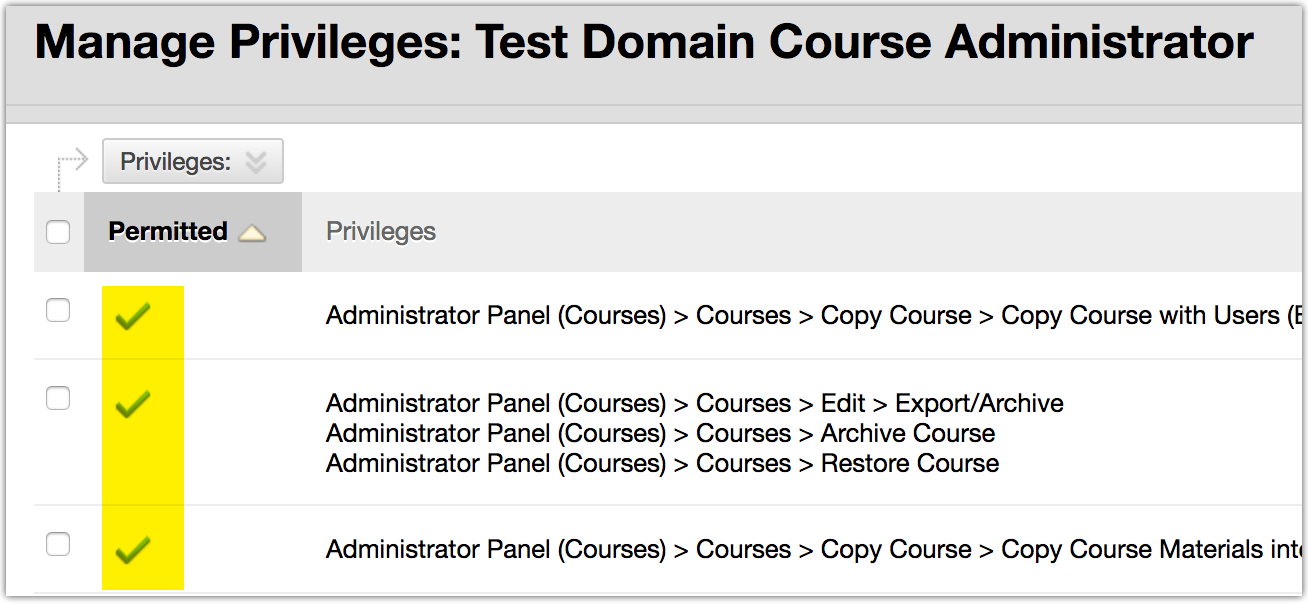 Manage Privileges: Test Domain Course Administrator
Privileges:
Permitted Privileges
Administrator Panel (Courses) > Courses > Copy Course > Copy Course with Users (
Administrator Panel (Courses) > Courses > Edit > Export/Archive
Administrator Panel (Courses) > Courses > Archive Course
Administrator Panel (Courses) > Courses > Restore Course
Administrator Panel (Courses) > Courses > Copy Course > Copy Course Materials